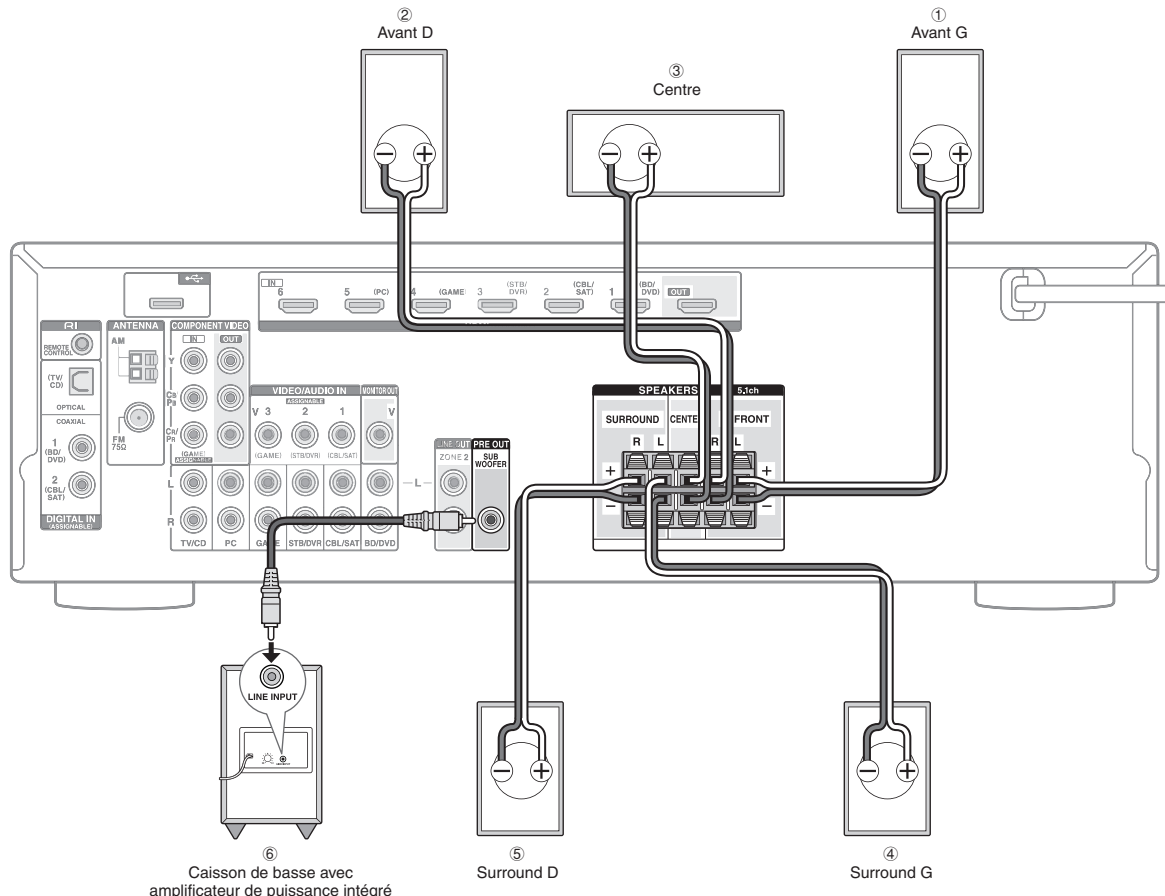 ②
Avant D
①
Avant G
③
Centre
IN
6
5 (PC)
4 (GAME)
3 (STB/
DVR)
2 (CBL/
SAT)
1 (BD/
DVD)
OUT
RI
REMOTE
CONTROL
(TV/
CD)
OPTICAL
COAXIAL
1
(BD/
DVD)
2
(CBL/
SAT)
DIGITAL IN
(ASSIGNABLE)
ANTENNA
AM
FM
75Ω
COMPONENT VIDEO
IN OUT
Y
CB/
PB
CR/
PR
(GAME)
ASSIGNABLE
L
R
TV/CD PC GAME STB/DVR CBL/SAT BD/DVD
VIDEO/AUDIO IN
ASSIGNABLE
V 3 2 1
(GAME) (STB/DVR) (CBL/SAT)
MONITOR OUT
V
LINE OUT
ZONE 2
L
PRE OUT
SUB
WOOFER
SPEAKERS 5.1ch
SURROUND CENTER FRONT
R L R L
+ +
− −
− + − + − +
LINE INPUT
− + − +
⑥
Caisson de basse avec
amplificateur de puissance intégré
⑤
Surround D
④
Surround G